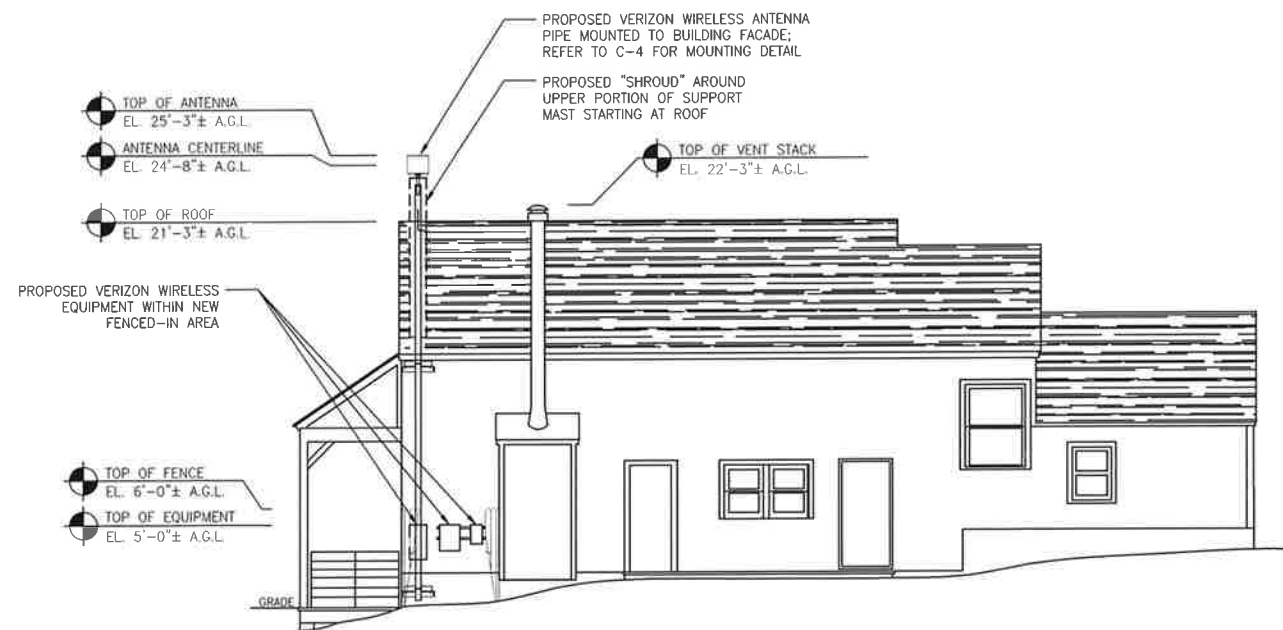 PROPOSED VERIZON WIRELESS ANTENNA
PIPE MOUNTED TO BUILDING FACADE;
REFER TO C-4 FOR MOUNTING DETAIL
PROPOSED "SHROUD" AROUND
UPPER PORTION OF SUPPORT
MAST STARTING AT ROOF
TOP OF ANTENNA
EL. 25'-3"± A.G.L.
ANTENNA CENTERLINE
EL. 24'-8"± A.G.L.
TOP OF VENT STACK
EL. 22'-3"± A.G.L.
TOP OF ROOF
EL. 21'-3"± A.G.L.
PROPOSED VERIZON WIRELESS
EQUIPMENT WITHIN NEW
FENCED-IN AREA
TOP OF FENCE
EL. 6'-0"± A.G.L.
TOP OF EQUIPMENT
EL. 5'-0"± A.G.L.
GRADE